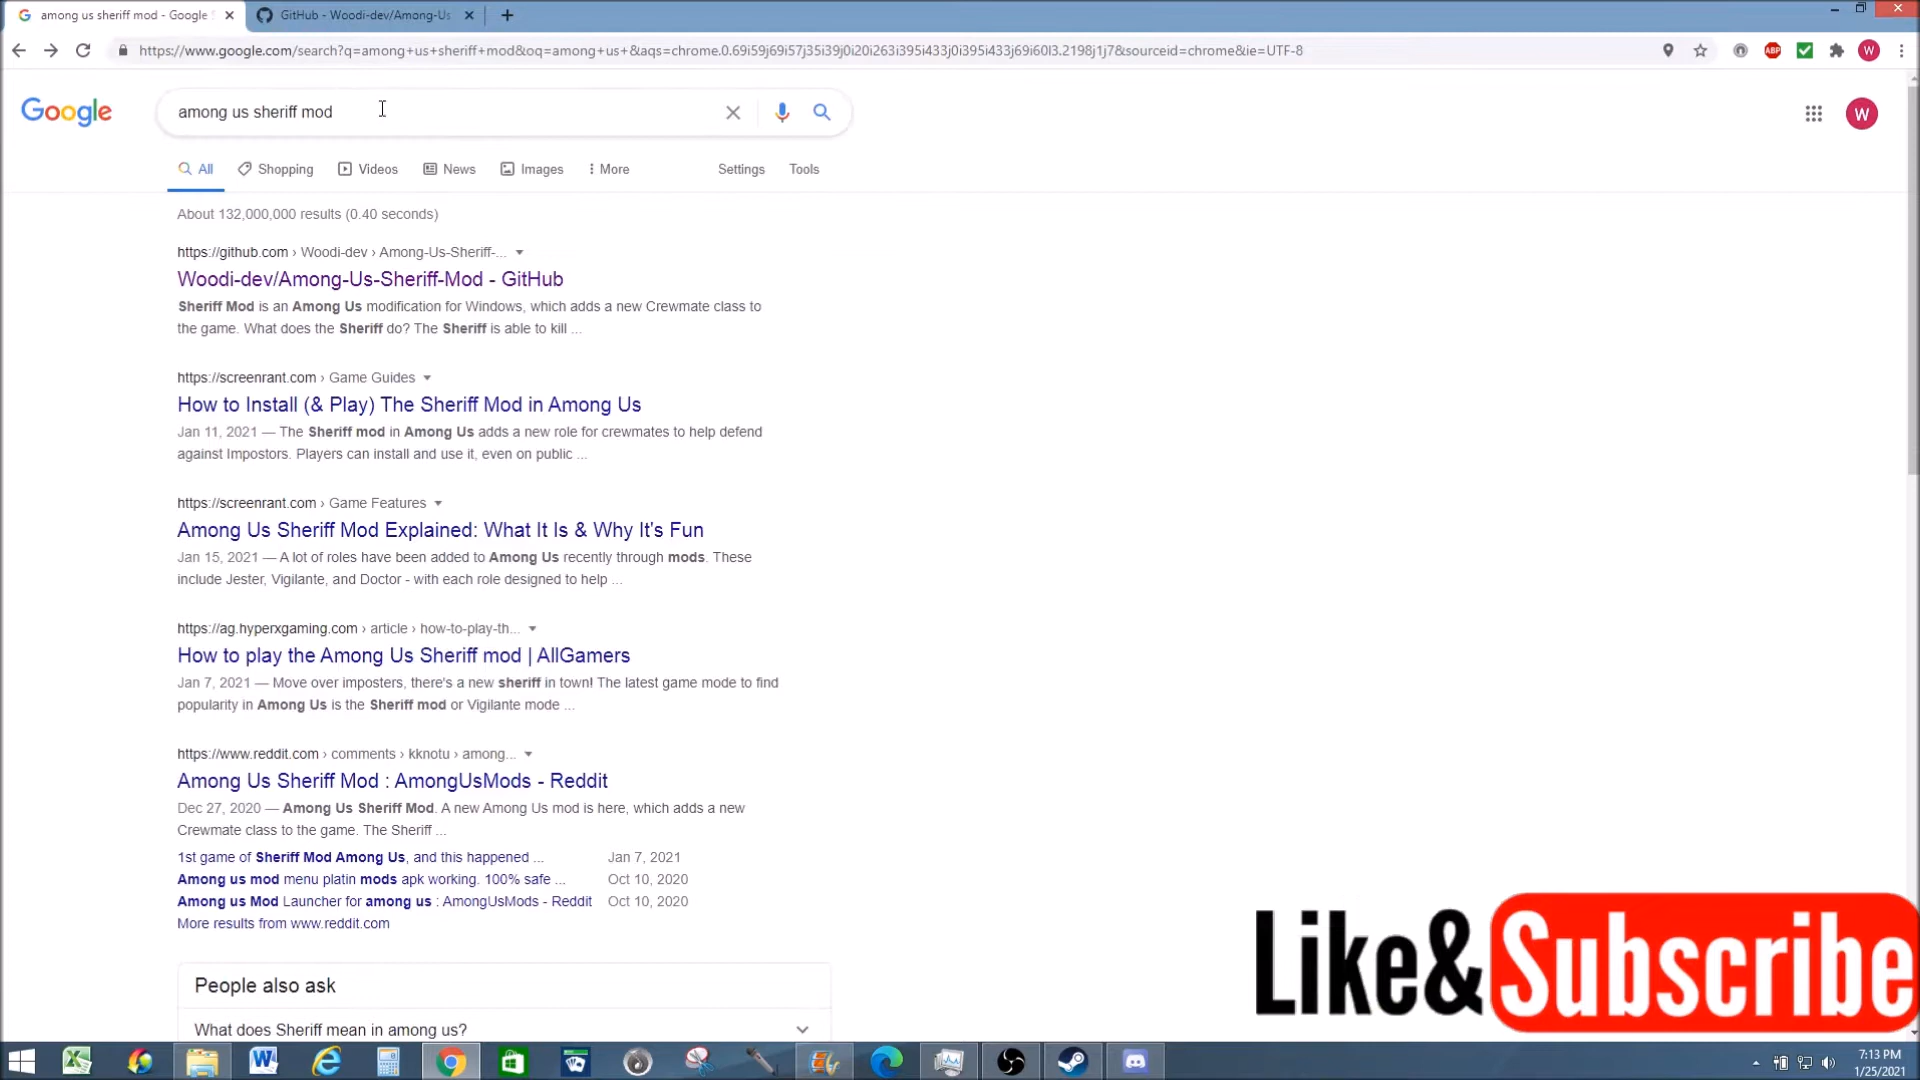 among us sheriff mod - Google S
GitHub - Woodi-dev/Among-Us
https://www.google.com/search?q=among+us+sheriff+mod&oq=among+us+&aqs=chrome.0.69i59j69i57j35i39j0i20i263i395i433j0i395i433j69i60l3.2198j1j7&sourceid=chrome&ie=UTF-8
ABP
W
Google
among us sheriff mod
W
All
Shopping
Videos
News
Images
More
Settings
Tools
About 132,000,000 results (0.40 seconds)
https://github.com › Woodi-dev › Among-Us-Sheriff-...
Woodi-dev/Among-Us-Sheriff-Mod - GitHub
Sheriff Mod is an Among Us modification for Windows, which adds a new Crewmate class to
the game. What does the Sheriff do? The Sheriff is able to kill ...
https://screenrant.com › Game Guides
How to Install (& Play) The Sheriff Mod in Among Us
Jan 11, 2021 — The Sheriff mod in Among Us adds a new role for crewmates to help defend
against Impostors. Players can install and use it, even on public ...
https://screenrant.com › Game Features
Among Us Sheriff Mod Explained: What It Is & Why It's Fun
Jan 15, 2021 — A lot of roles have been added to Among Us recently through mods. These
include Jester, Vigilante, and Doctor - with each role designed to help ...
https://ag.hyperxgaming.com › article › how-to-play-th...
How to play the Among Us Sheriff mod | AllGamers
Jan 7, 2021 — Move over imposters, there's a new sheriff in town! The latest game mode to find
popularity in Among Us is the Sheriff mod or Vigilante mode ...
https://www.reddit.com › comments › kknotu › among...
Among Us Sheriff Mod : AmongUsMods - Reddit
Dec 27, 2020 — Among Us Sheriff Mod. A new Among Us mod is here, which adds a new
Crewmate class to the game. The Sheriff ...
1st game of Sheriff Mod Among Us, and this happened ... Jan 7, 2021
Among us mod menu platin mods apk working. 100% safe ... Oct 10, 2020
Among us Mod Launcher for among us : AmongUsMods - Reddit Oct 10, 2020
More results from www.reddit.com
People also ask
What does Sheriff mean in among us?
Like& Subscribe
7:13 PM
1/25/2021